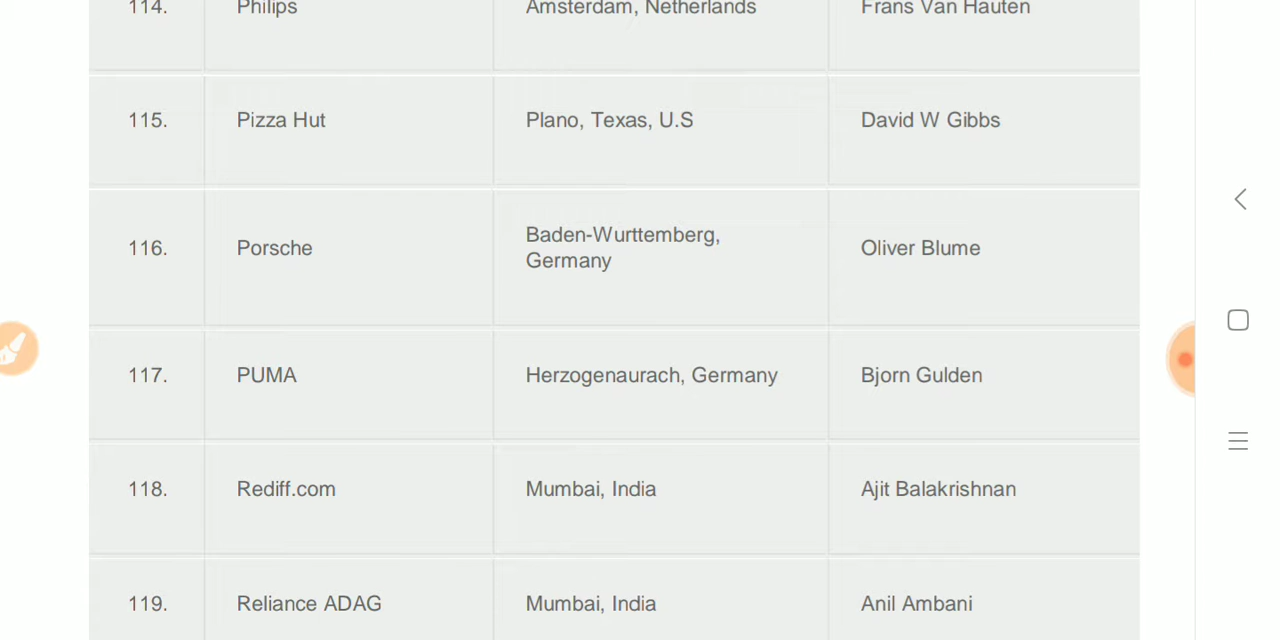 114. Philips Amsterdam, Netherlands Frans Van Hauten
115. Pizza Hut Plano, Texas, U.S David W Gibbs
116. Porsche Baden-Wurttemberg, Germany Oliver Blume
117. PUMA Herzogenaurach, Germany Bjorn Gulden
118. Rediff.com Mumbai, India Ajit Balakrishnan
119. Reliance ADAG Mumbai, India Anil Ambani